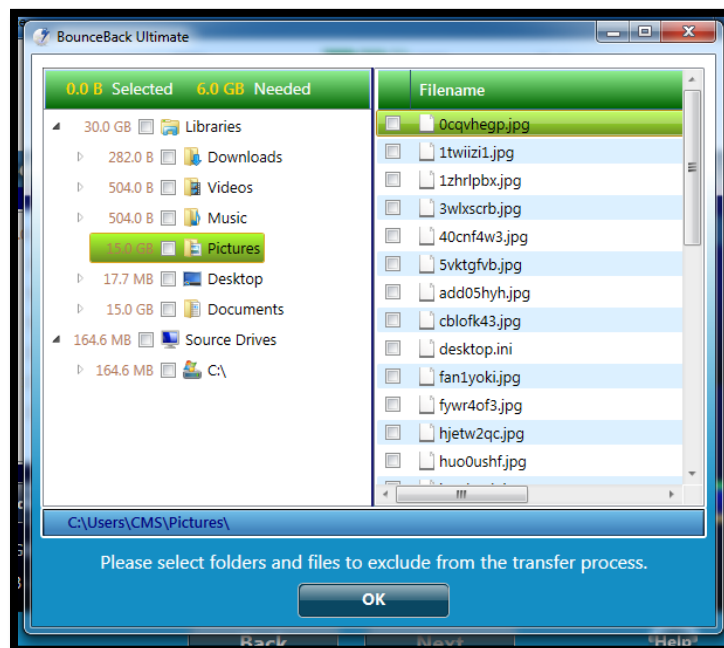 BounceBack Ultimate
0.0 B Selected 6.0 GB Needed
30.0 GB Libraries
282.0 B Downloads
504.0 B Videos
504.0 B Music
15.0 GB Pictures
17.7 MB Desktop
15.0 GB Documents
164.6 MB Source Drives
164.6 MB C:\
Filename
0cqvhegp.jpg
1twiizi1.jpg
1zhrlpbx.jpg
3wlxscrb.jpg
40cnf4w3.jpg
5vktgfvb.jpg
add05hyh.jpg
cblofk43.jpg
desktop.ini
fan1yoki.jpg
fywr4of3.jpg
hjetw2qc.jpg
huo0ushf.jpg
C:\Users\CMS\Pictures\
Please select folders and files to exclude from the transfer process.
OK
Back Next Help